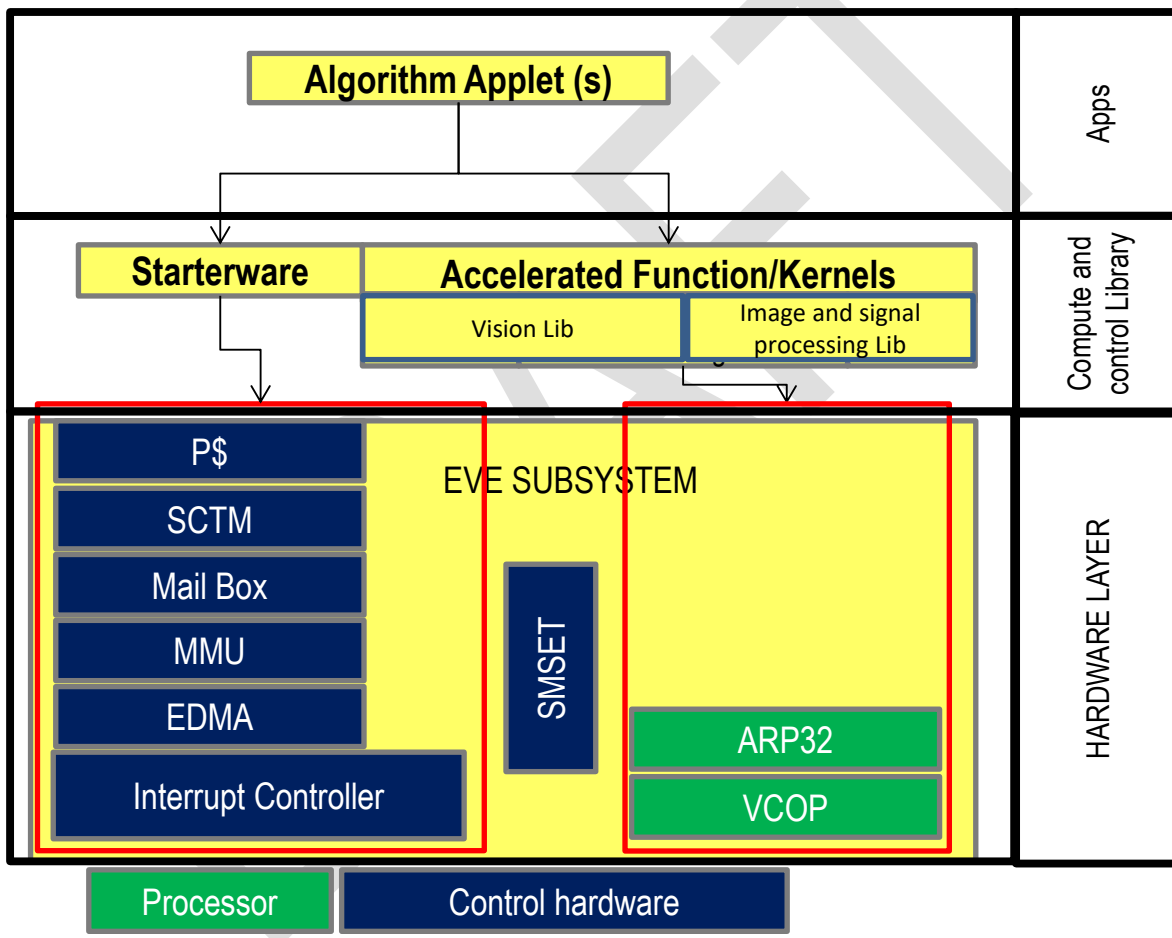 Algorithm Applet (s)
Apps
Starterware
Accelerated Function/Kernels
Vision Lib
Image and signal
processing Lib
Compute and
control Library
P$
EVE SUBSYSTEM
SCTM
Mail Box
MMU
EDMA
Interrupt Controller
SMSET
ARP32
VCOP
HARDWARE LAYER
Processor
Control hardware